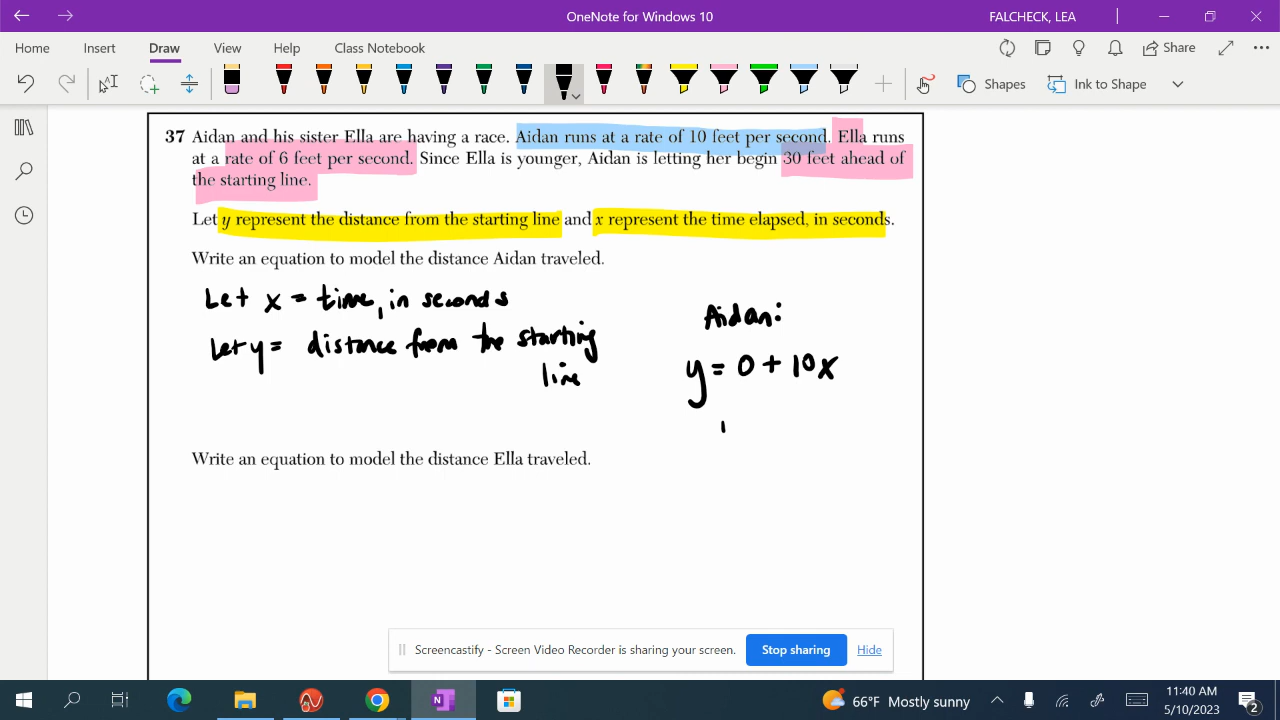 OneNote for Windows 10
FALCHECK, LEA
Home Insert Draw View Help Class Notebook
Share
Shapes
Ink to Shape
37 Aidan and his sister Ella are having a race. Aidan runs at a rate of 10 feet per second. Ella runs
at a rate of 6 feet per second. Since Ella is younger, Aidan is letting her begin 30 feet ahead of
the starting line.
Let y represent the distance from the starting line and x represent the time elapsed, in seconds.
Write an equation to model the distance Aidan traveled.
Let x = time, in seconds
Let y = distance from the starting
line
Aidan:
y = 0 + 10x
Write an equation to model the distance Ella traveled.
Screencastify - Screen Video Recorder is sharing your screen.
Stop sharing
Hide
66°F Mostly sunny
11:40 AM
5/10/2023
2